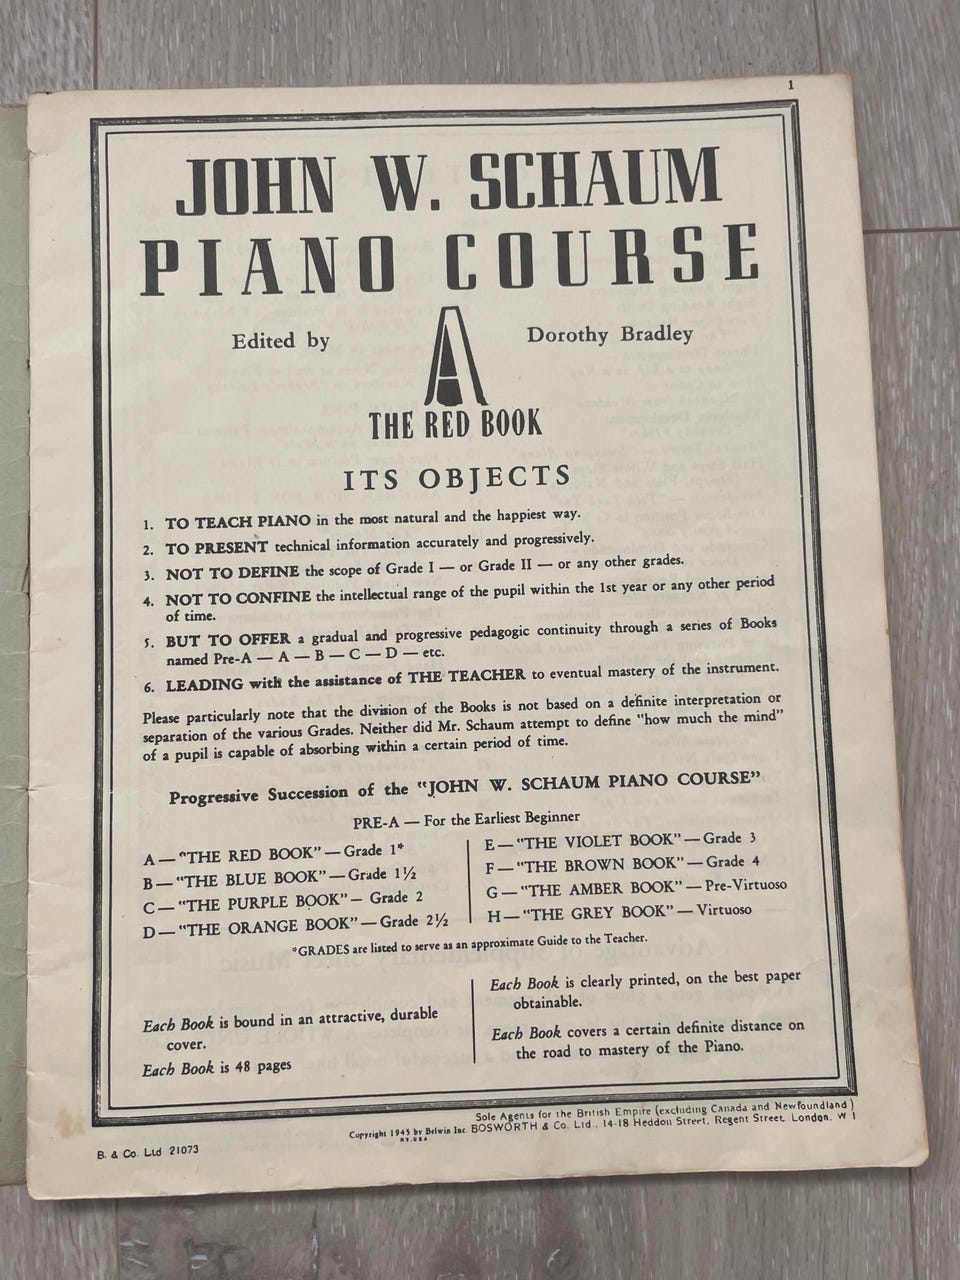 1
JOHN W. SCHAUM
PIANO COURSE
Edited by
Dorothy Bradley
A
THE RED BOOK
ITS OBJECTS
1. TO TEACH PIANO in the most natural and the happiest way.
2. TO PRESENT technical information accurately and progressively.
3. NOT TO DEFINE the scope of Grade I — or Grade II — or any other grades.
4. NOT TO CONFINE the intellectual range of the pupil within the 1st year or any other period
of time.
5. BUT TO OFFER a gradual and progressive pedagogic continuity through a series of Books
named Pre-A — A — B — C — D — etc.
6. LEADING with the assistance of THE TEACHER to eventual mastery of the instrument.
Please particularly note that the division of the Books is not based on a definite interpretation or
separation of the various Grades. Neither did Mr. Schaum attempt to define "how much the mind"
of a pupil is capable of absorbing within a certain period of time.
Progressive Succession of the "JOHN W. SCHAUM PIANO COURSE"
PRE-A — For the Earliest Beginner
A — "THE RED BOOK" — Grade 1*
B — "THE BLUE BOOK" — Grade 1½
C — "THE PURPLE BOOK" — Grade 2
D — "THE ORANGE BOOK" — Grade 2½
E — "THE VIOLET BOOK" — Grade 3
F — "THE BROWN BOOK" — Grade 4
G — "THE AMBER BOOK" — Pre-Virtuoso
H — "THE GREY BOOK" — Virtuoso
*GRADES are listed to serve as an approximate Guide to the Teacher.
Each Book is bound in an attractive, durable
cover.
Each Book is 48 pages
Each Book is clearly printed, on the best paper
obtainable.
Each Book covers a certain definite distance on
the road to mastery of the Piano.
Sole Agents for the British Empire (excluding Canada and Newfoundland)
Copyright 1945 by Belwin Inc. BOSWORTH & Co. Ltd., 14-18 Heddon Street, Regent Street, London, W 1
N.Y. U.S.A.
B. & Co. Ltd 21073